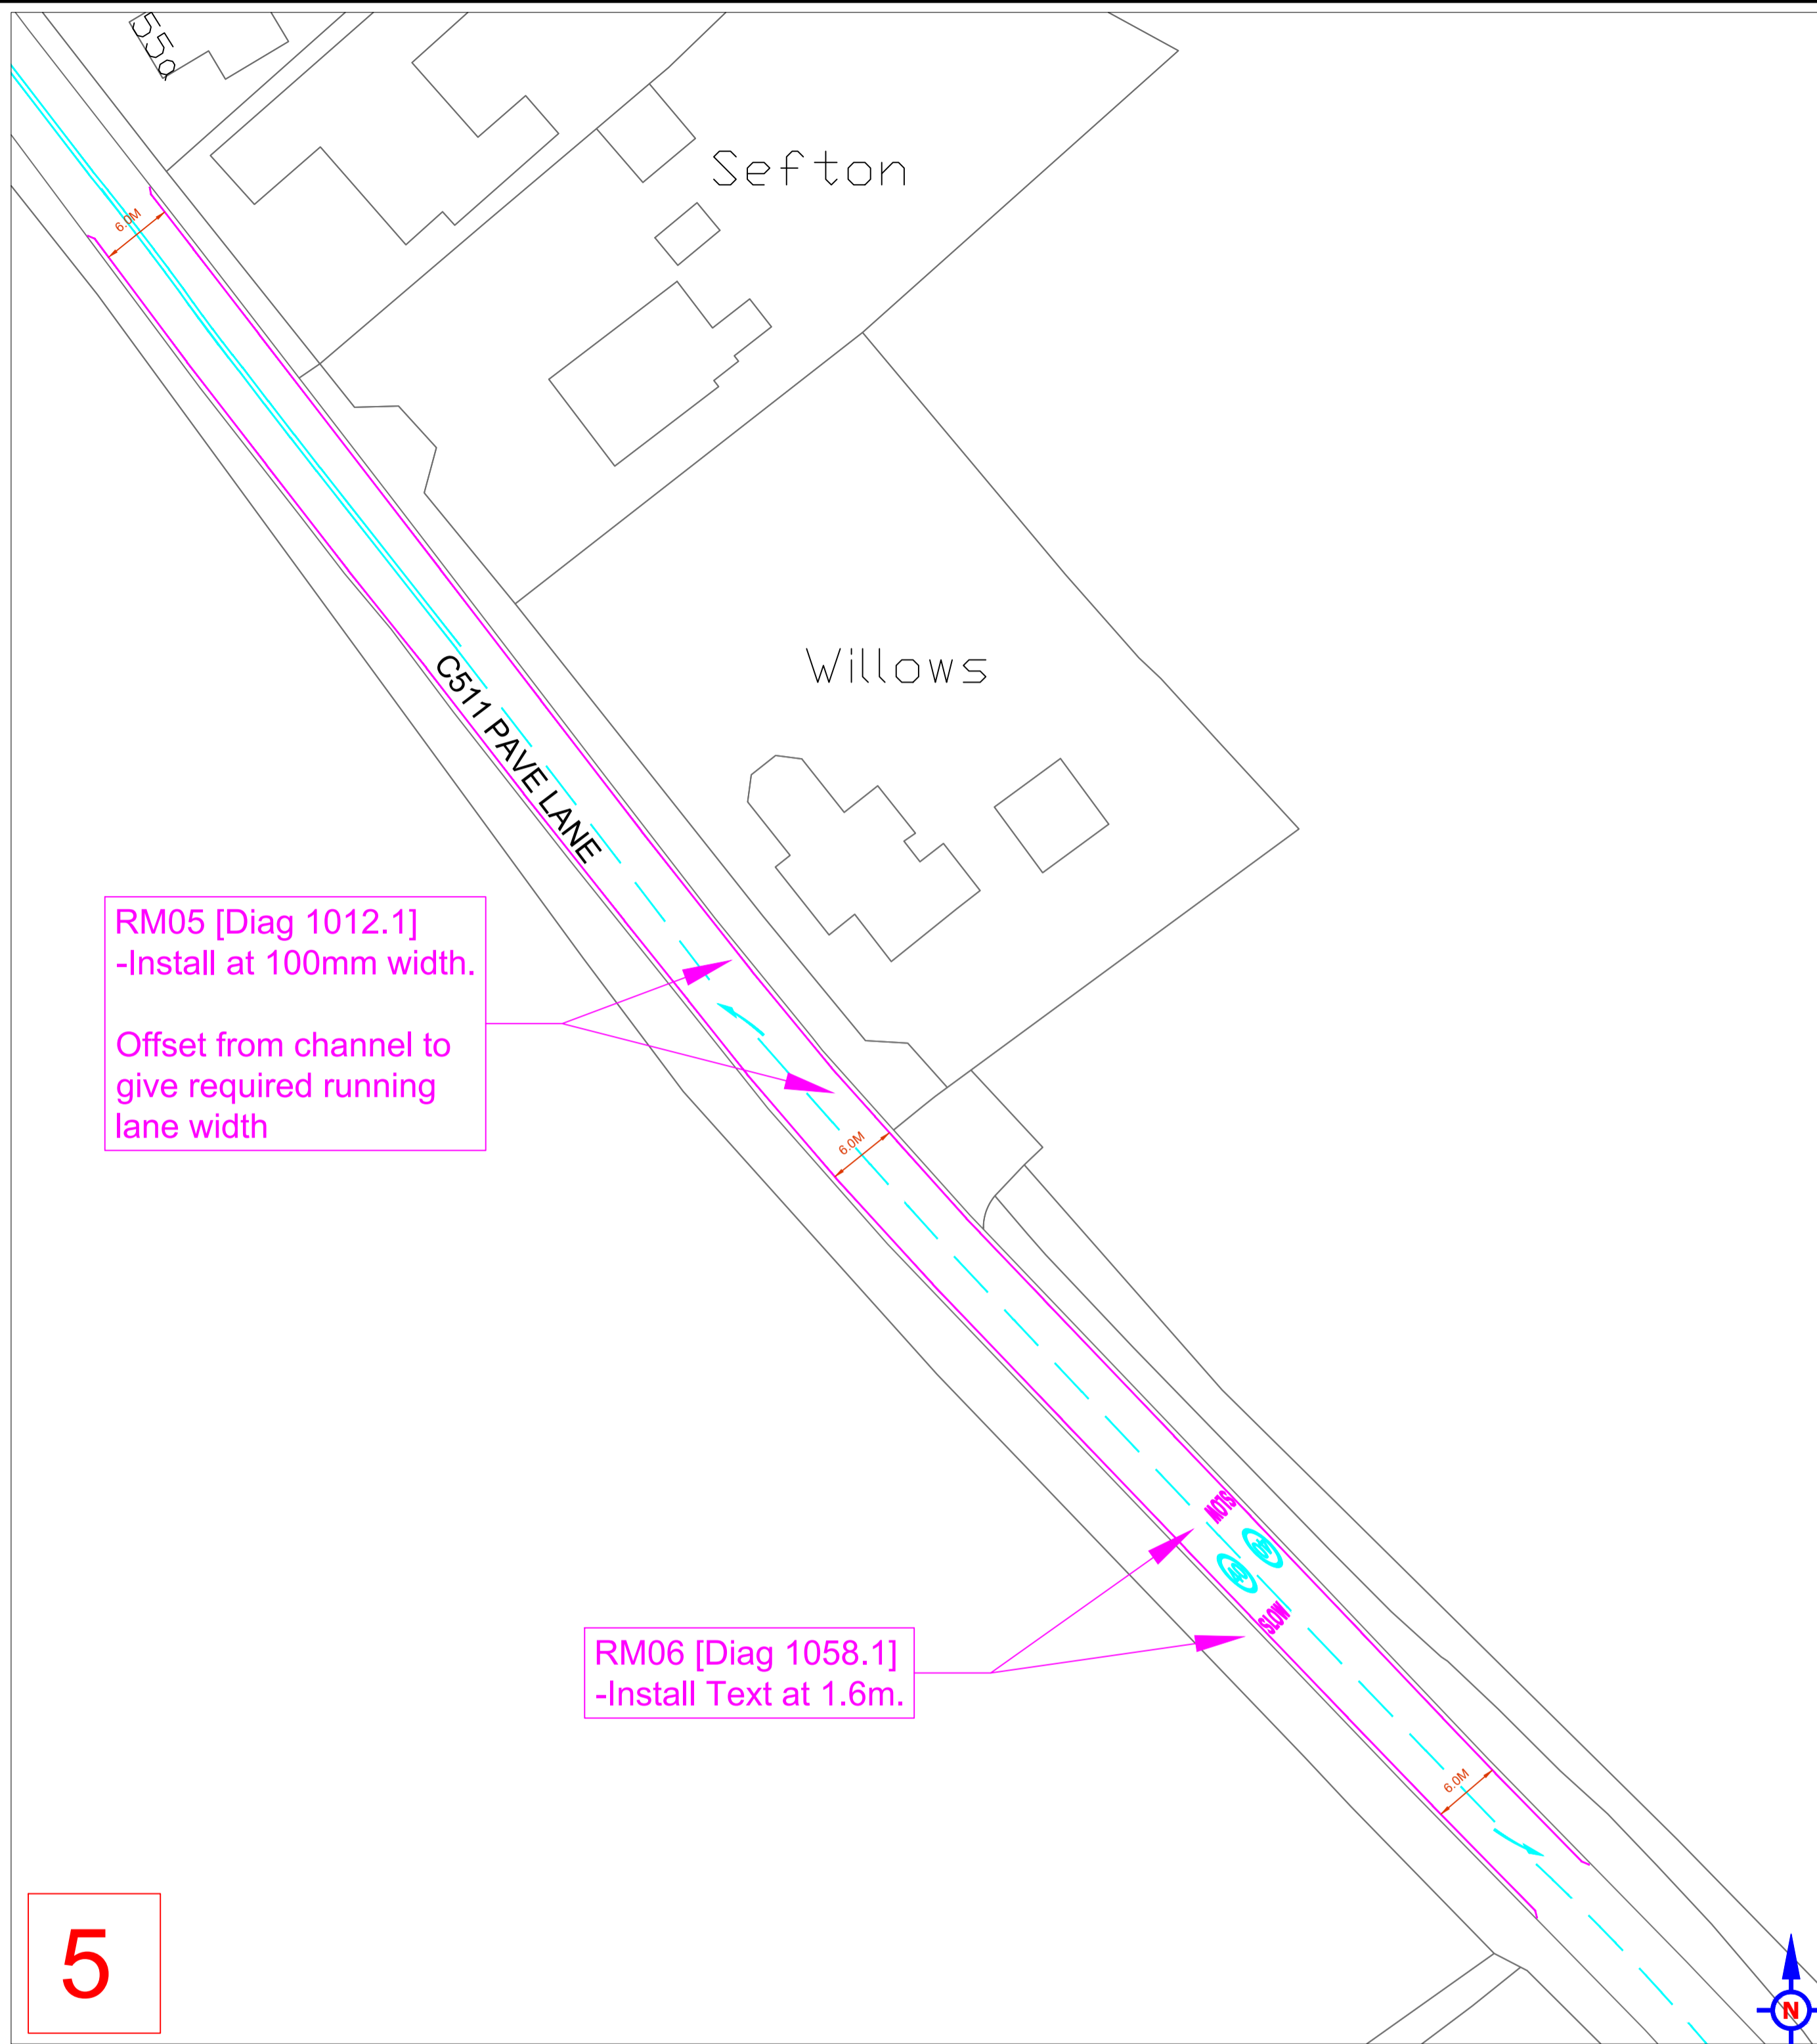 Sefton
6.0M
Willows
C511 PAVE LANE
RM05 [Diag 1012.1]
-Install at 100mm width.
Offset from channel to
give required running
lane width
6.0M
SLOW
SLOW
RM06 [Diag 1058.1]
-Install Text at 1.6m.
6.0M
5
N